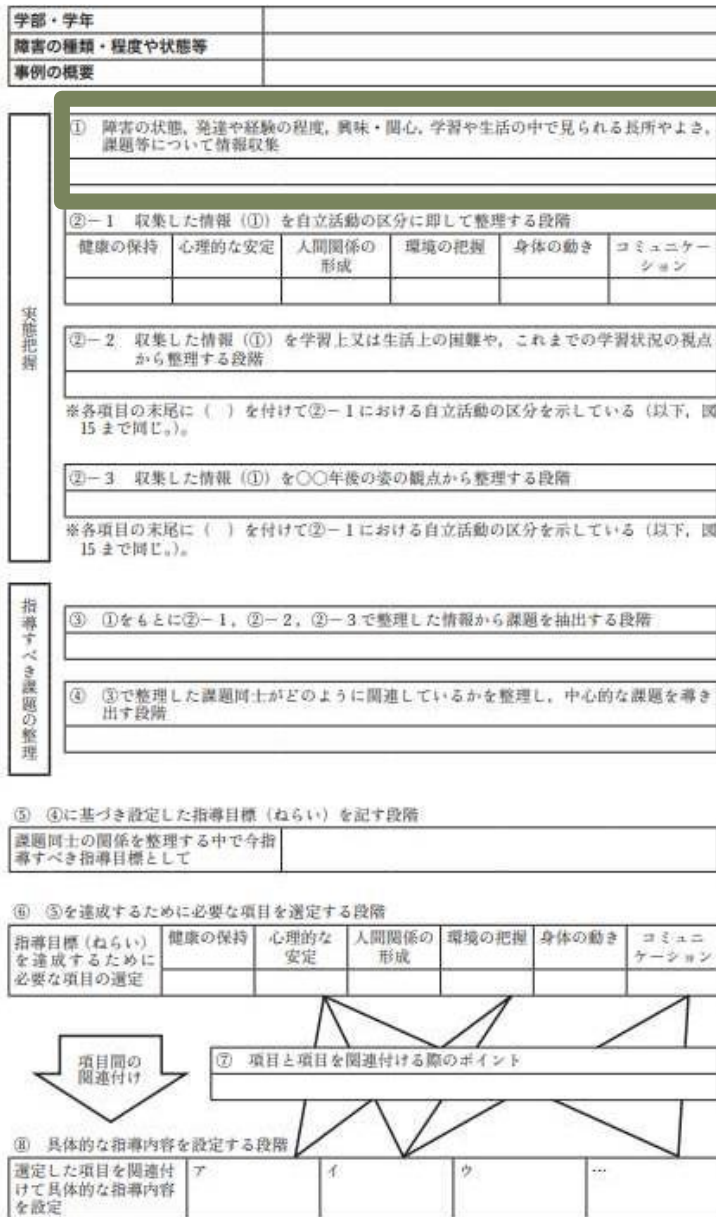 学部・学年
障害の種類・程度や状態等
事例の概要
実態把握
① 障害の状態，発達や経験の程度，興味・関心，学習や生活の中で見られる長所やよさ，
課題等について情報収集
②－1 収集した情報（①）を自立活動の区分に即して整理する段階
健康の保持 心理的な安定 人間関係の 環境の把握 身体の動き コミュニケー
形成 ション
②－2 収集した情報（①）を学習上又は生活上の困難や，これまでの学習状況の視点
から整理する段階
※各項目の末尾に（ ）を付けて②－1における自立活動の区分を示している（以下，図
15まで同じ。）。
②－3 収集した情報（①）を〇〇年後の姿の観点から整理する段階
※各項目の末尾に（ ）を付けて②－1における自立活動の区分を示している（以下，図
15まで同じ。）。
指導すべき課題の整理
③ ①をもとに②－1，②－2，②－3で整理した情報から課題を抽出する段階
④ ③で整理した課題同士がどのように関連しているかを整理し，中心的な課題を導き
出す段階
⑤ ④に基づき設定した指導目標（ねらい）を記す段階
課題同士の関係を整理する中で今指
導すべき指導目標として
⑥ ⑤を達成するために必要な項目を選定する段階
指導目標（ねらい）
を達成するために
必要な項目の選定
健康の保持 心理的な 人間関係の 環境の把握 身体の動き コミュニ
安定 形成 ケーション
項目間の
関連付け
⑦ 項目と項目を関連付ける際のポイント
⑧ 具体的な指導内容を設定する段階
選定した項目を関連付
けて具体的な指導内容
を設定
ア イ ウ …